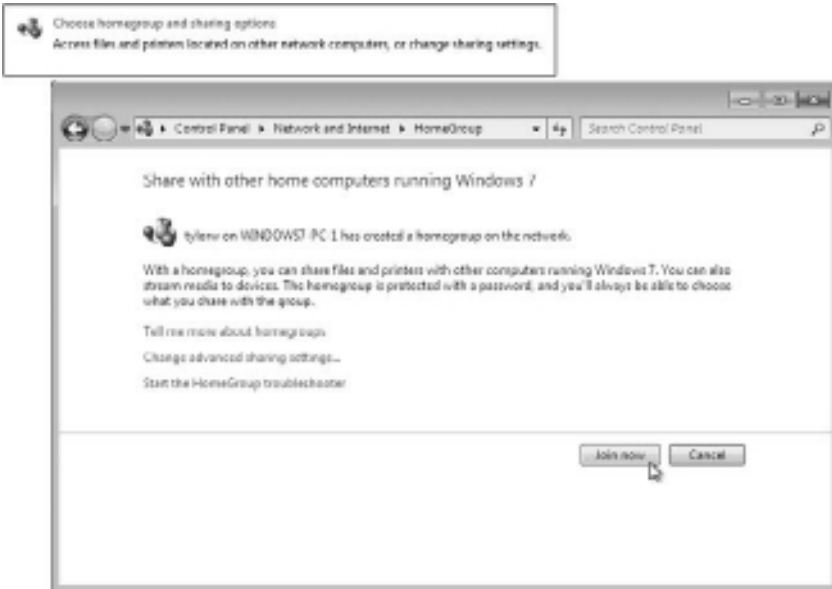 Choose homegroup and sharing options
Access files and printers located on other network computers, or change sharing settings.
Control Panel ▸ Network and Internet ▸ HomeGroup
Search Control Panel
Share with other home computers running Windows 7
tylerw on WINDOWS7-PC 1 has created a homegroup on the network.
With a homegroup, you can share files and printers with other computers running Windows 7. You can also
stream media to devices. The homegroup is protected with a password, and you'll always be able to choose
what you share with the group.
Tell me more about homegroups
Change advanced sharing settings...
Start the HomeGroup troubleshooter
Join now
Cancel